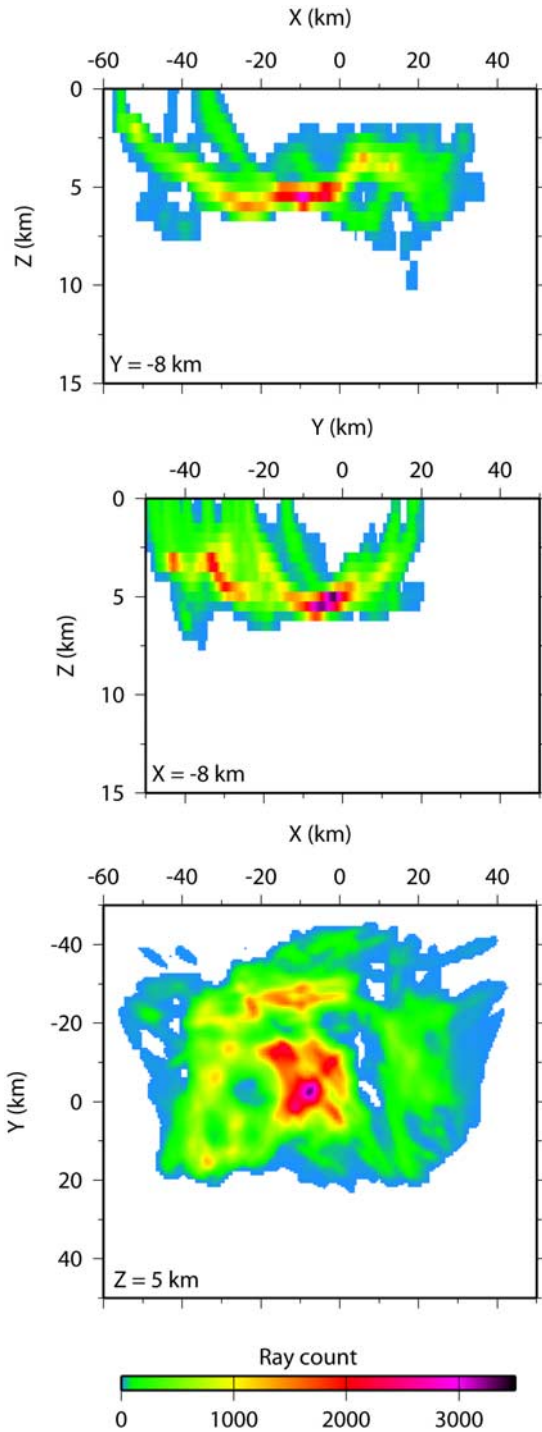 X (km)
-60 -40 -20 0 20 40
0
5
10
15
Z (km)
Y = -8 km
Y (km)
-40 -20 0 20 40
0
5
10
15
Z (km)
X = -8 km
X (km)
-60 -40 -20 0 20 40
-40
-20
0
20
40
Y (km)
Z = 5 km
Ray count
0 1000 2000 3000